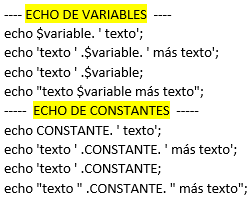 ---- ECHO DE VARIABLES ----
echo $variable. ' texto';
echo 'texto ' .$variable. ' más texto';
echo 'texto ' .$variable;
echo "texto $variable más texto";
----- ECHO DE CONSTANTES -----
echo CONSTANTE. ' texto';
echo 'texto ' .CONSTANTE. ' más texto';
echo 'texto ' .CONSTANTE;
echo "texto " .CONSTANTE. " más texto";